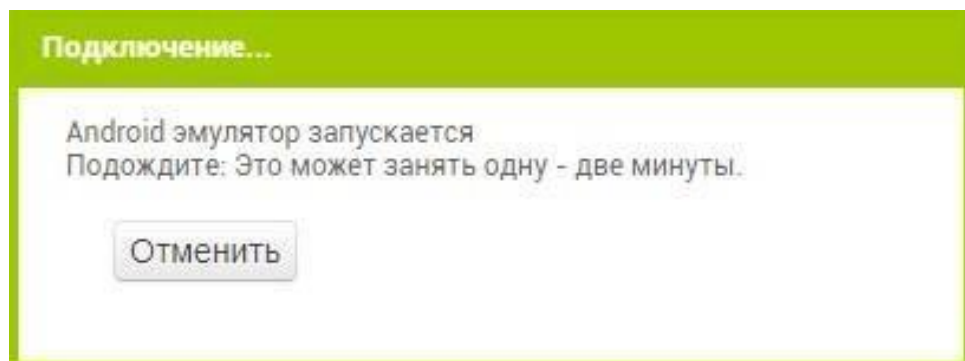 Подключение...
Android эмулятор запускается
Подождите: Это может занять одну - две минуты.
Отменить